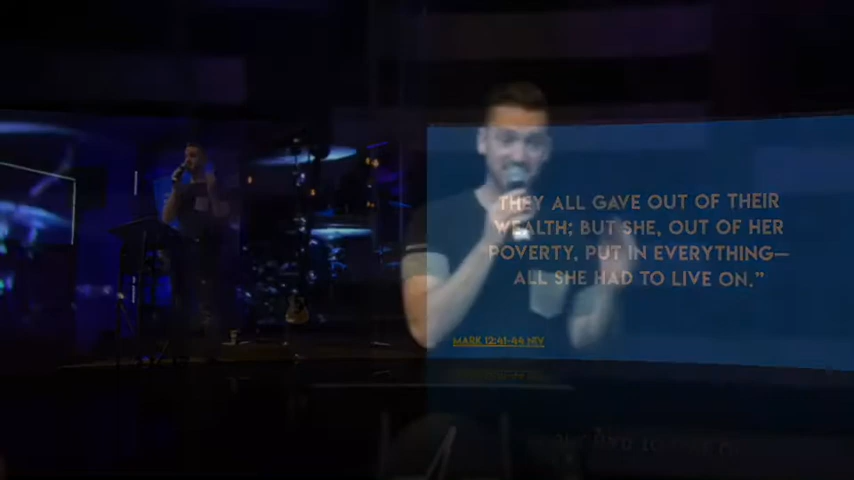 THEY ALL GAVE OUT OF THEIR
WEALTH; BUT SHE, OUT OF HER
POVERTY, PUT IN EVERYTHING—
ALL SHE HAD TO LIVE ON.”
MARK 12:41-44 NIV